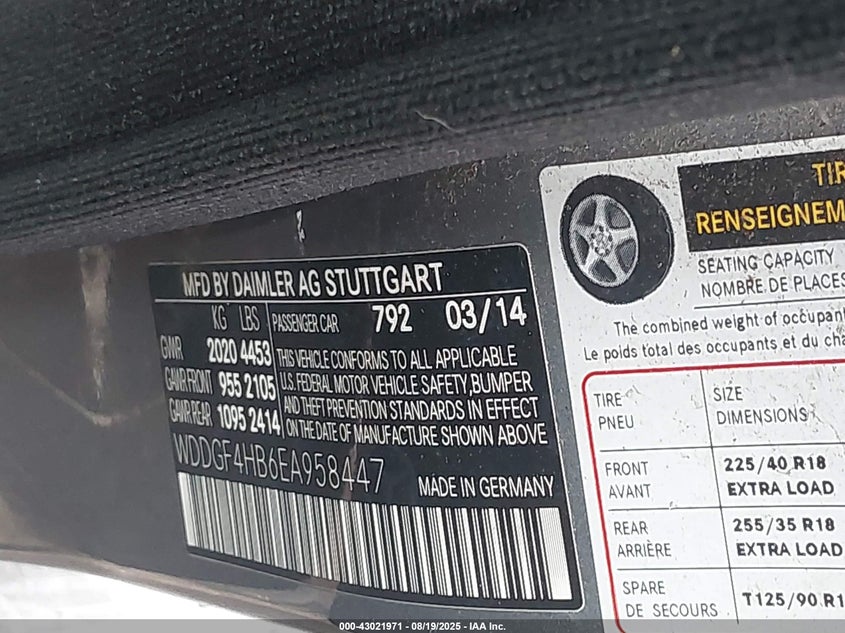 MFD BY DAIMLER AG STUTTGART
KG LBS PASSENGER CAR 792 03/14
GVWR 2020 4453 THIS VEHICLE CONFORMS TO ALL APPLICABLE
GAWR FRONT 955 2105 U.S. FEDERAL MOTOR VEHICLE SAFETY, BUMPER
GAWR REAR 1095 2414 AND THEFT PREVENTION STANDARDS IN EFFECT
ON THE DATE OF MANUFACTURE SHOWN ABOVE
WDDGF4HB6EA958447
MADE IN GERMANY
TIR
RENSEIGNEM
SEATING CAPACITY
NOMBRE DE PLACES
The combined weight of occupant
Le poids total des occupants et du cha
TIRE SIZE
PNEU DIMENSIONS
FRONT 225/40 R18
AVANT EXTRA LOAD
REAR 255/35 R18
ARRIÈRE EXTRA LOAD
SPARE T125/90 R1
DE SECOURS
000-43021971 - 08/19/2025 - IAA Inc.